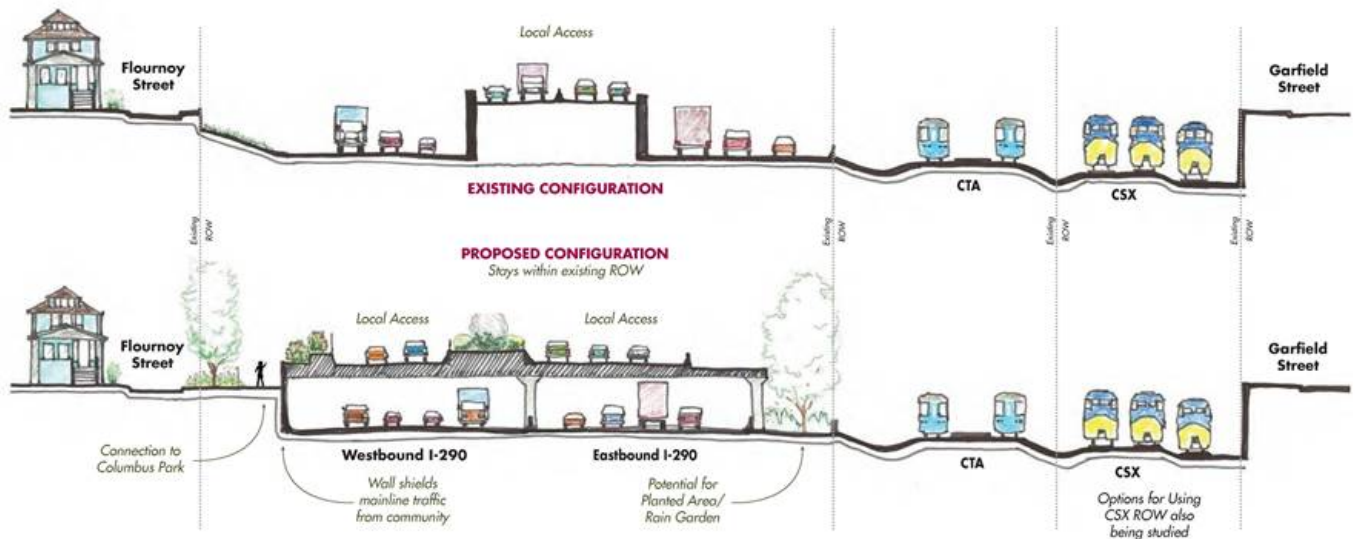 Local Access
Flournoy
Street
Garfield
Street
CTA
CSX
EXISTING CONFIGURATION
Existing
ROW
Existing
ROW
Existing
ROW
Existing
ROW
PROPOSED CONFIGURATION
Stays within existing ROW
Local Access
Local Access
Flournoy
Street
Garfield
Street
Connection to
Columbus Park
Westbound I-290
Eastbound I-290
CTA
CSX
Wall shields
mainline traffic
from community
Potential for
Planted Area/
Rain Garden
Options for Using
CSX ROW also
being studied